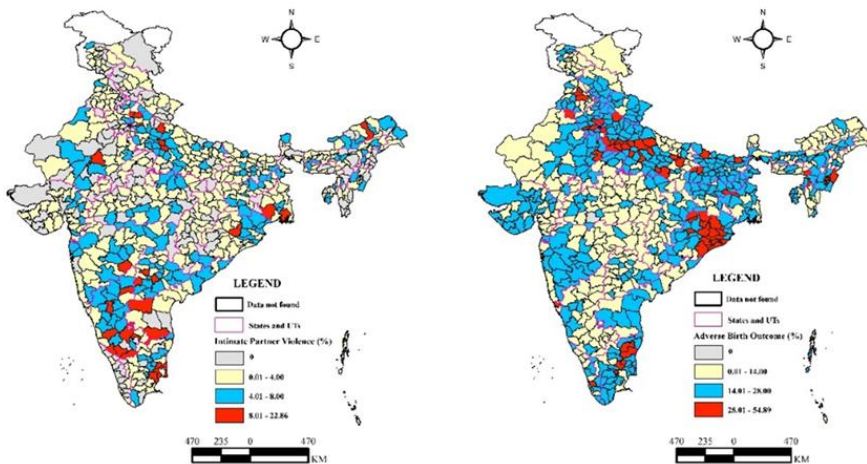 N
W E
S
LEGEND
Data not found
States and UTs
Intimate Partner Violence (%)
0
0.01 - 4.00
4.01 - 8.00
8.01 - 22.86
470 235 0 470
KM
N
W E
S
LEGEND
Data not found
States and UTs
Adverse Birth Outcome (%)
0
0.01 - 14.00
14.01 - 28.00
28.01 - 54.89
470 235 0 470
KM